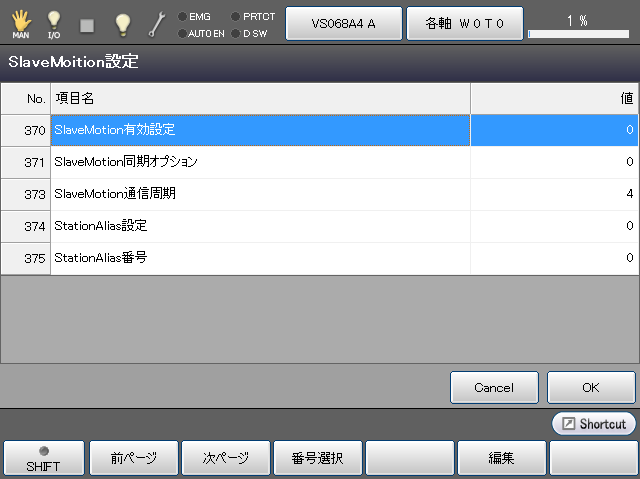 MAN I/O EMG PRTCT VS068A4 A 各軸 W0T0 1 %
AUTO EN D SW
SlaveMoition設定
No. 項目名 値
370 SlaveMotion有効設定 0
371 SlaveMotion同期オプション 0
373 SlaveMotion通信周期 4
374 StationAlias設定 0
375 StationAlias番号 0
Cancel OK
Shortcut
SHIFT 前ページ 次ページ 番号選択 編集